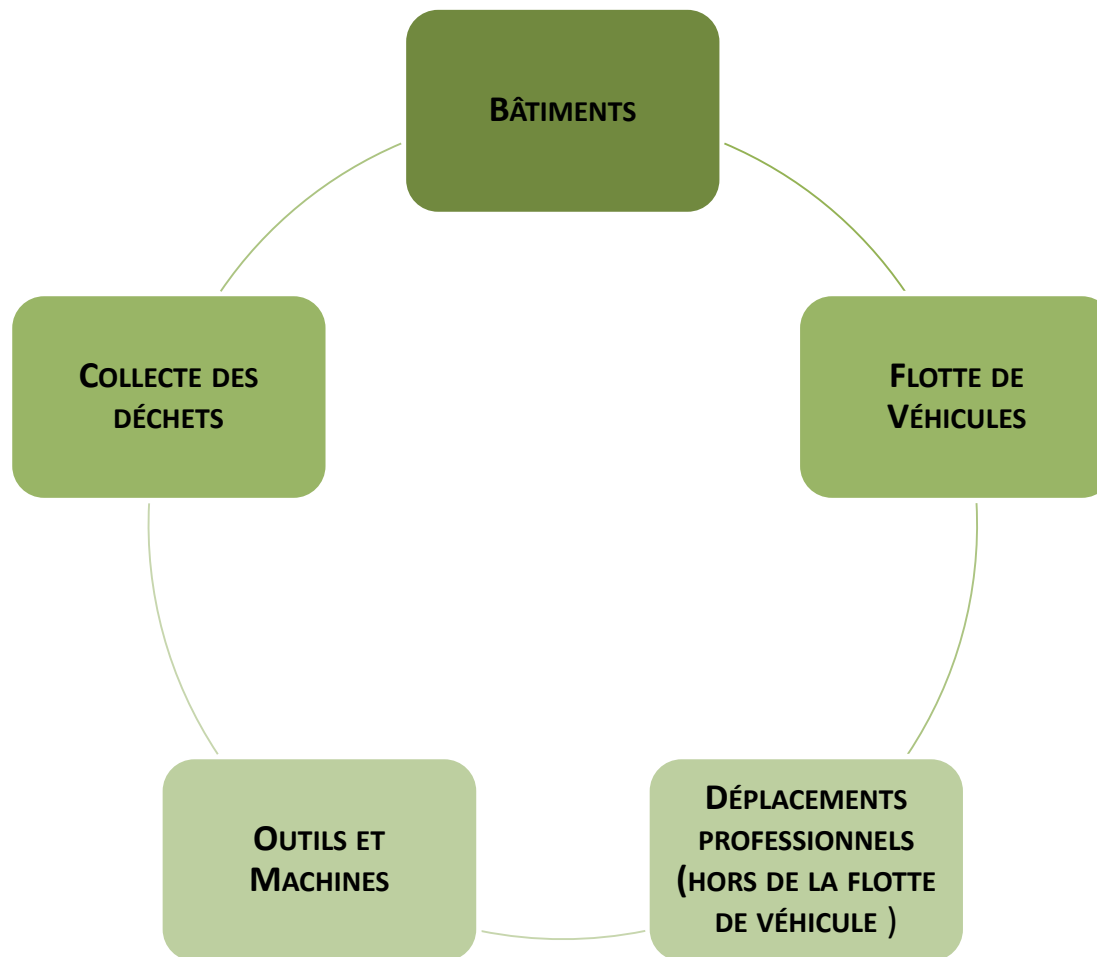 BÂTIMENTS
FLOTTE DE
VÉHICULES
DÉPLACEMENTS
PROFESSIONNELS
(HORS DE LA FLOTTE
DE VÉHICULE )
OUTILS ET
MACHINES
COLLECTE DES
DÉCHETS